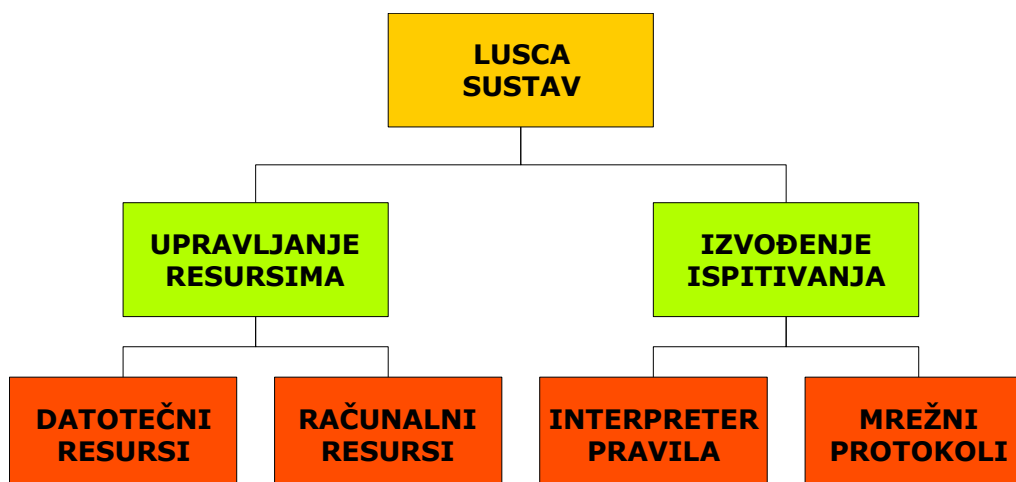 LUSCA
SUSTAV
UPRAVLJANJE
RESURSIMA
IZVOĐENJE
ISPITIVANJA
DATOTEČNI
RESURSI
RAČUNALNI
RESURSI
INTERPRETER
PRAVILA
MREŽNI
PROTOKOLI